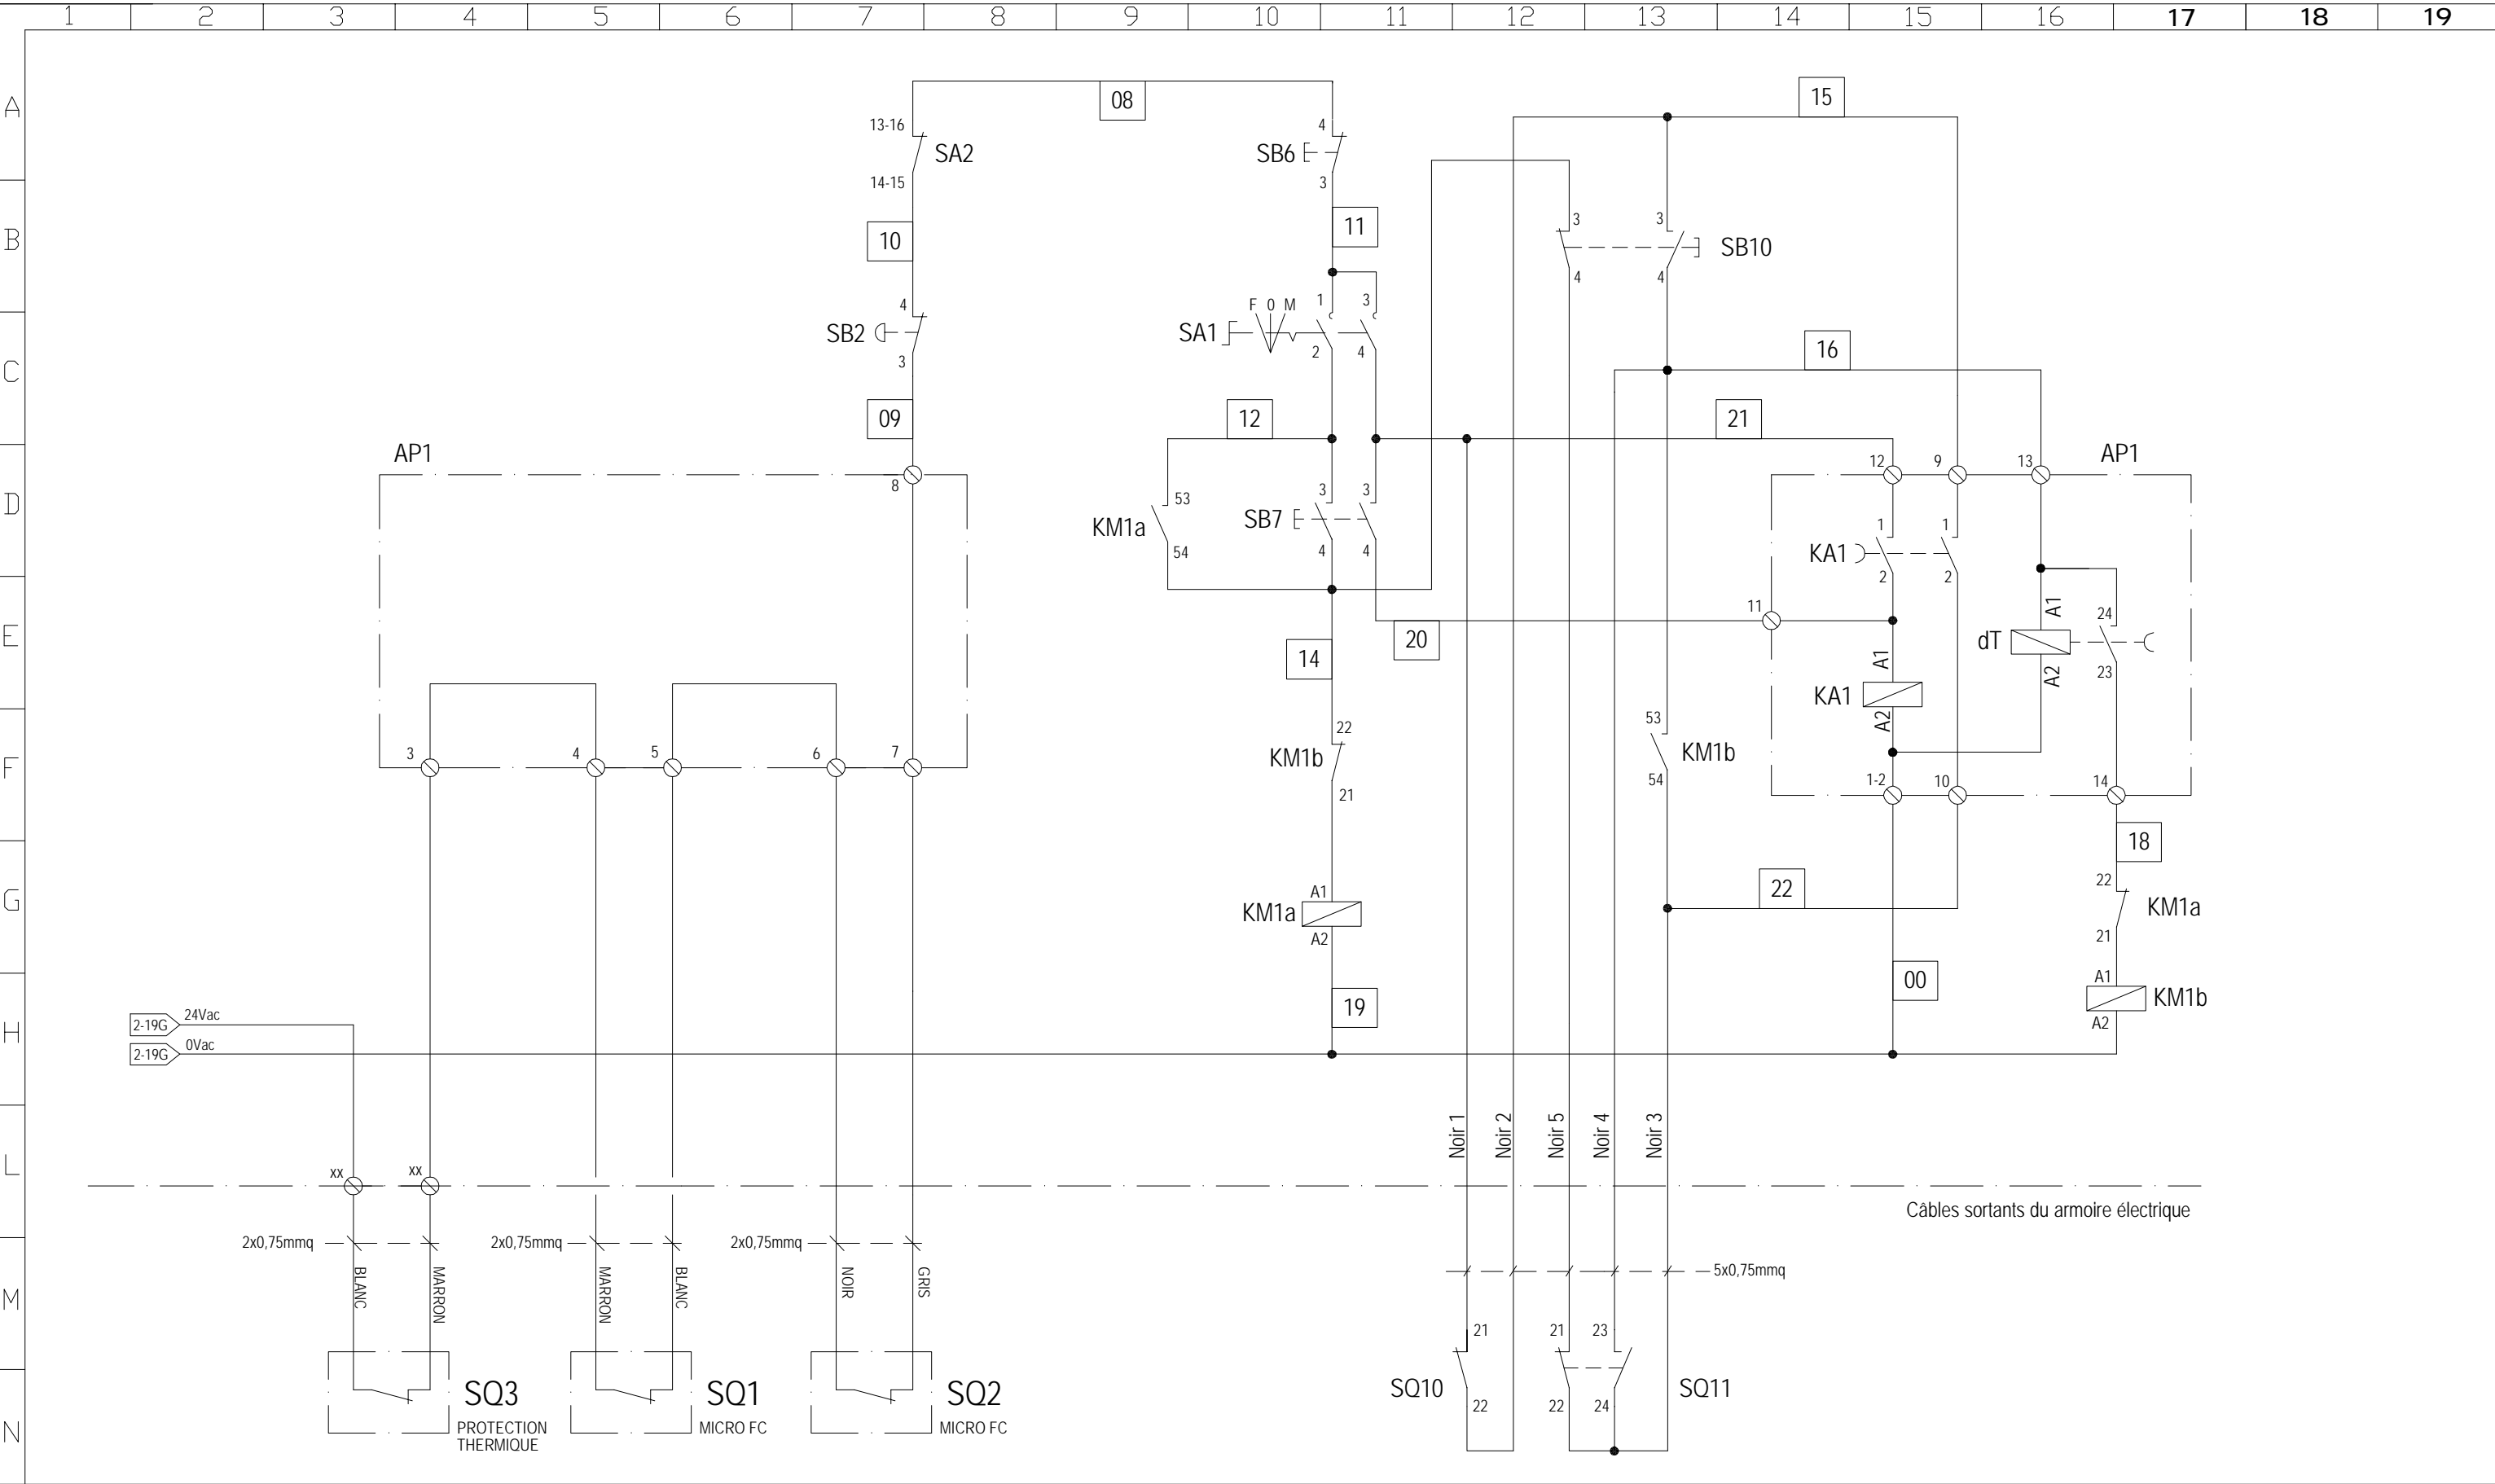 1 2 3 4 5 6 7 8 9 10 11 12 13 14 15 16 17 18 19
A
08
15
13-16
SA2
14-15
4
SB6
3
B
10
11
3
4
3
4
SB10
4
SB2
3
F 0 M
SA1
1
2
3
4
C
16
09
12
21
AP1
8
12
9
13
AP1
D
53
KM1a
54
SB7
3
4
3
4
1
KA1
2
1
2
E
11
20
14
A1
KA1
A2
A1
dT
A2
24
23
F
3
4
5
6
7
22
KM1b
21
53
KM1b
54
1-2
10
14
18
G
A1
KM1a
A2
22
22
KM1a
21
19
00
A1
KM1b
A2
H
2-19G 24Vac
2-19G 0Vac
L
Noir 1
Noir 2
Noir 5
Noir 4
Noir 3
xx
xx
Câbles sortants du armoire électrique
2x0,75mmq
2x0,75mmq
2x0,75mmq
5x0,75mmq
M
BLANC
MARRON
MARRON
BLANC
NOIR
GRIS
21
SQ10
22
21
22
23
24
SQ11
N
SQ3
PROTECTION
THERMIQUE
SQ1
MICRO FC
SQ2
MICRO FC